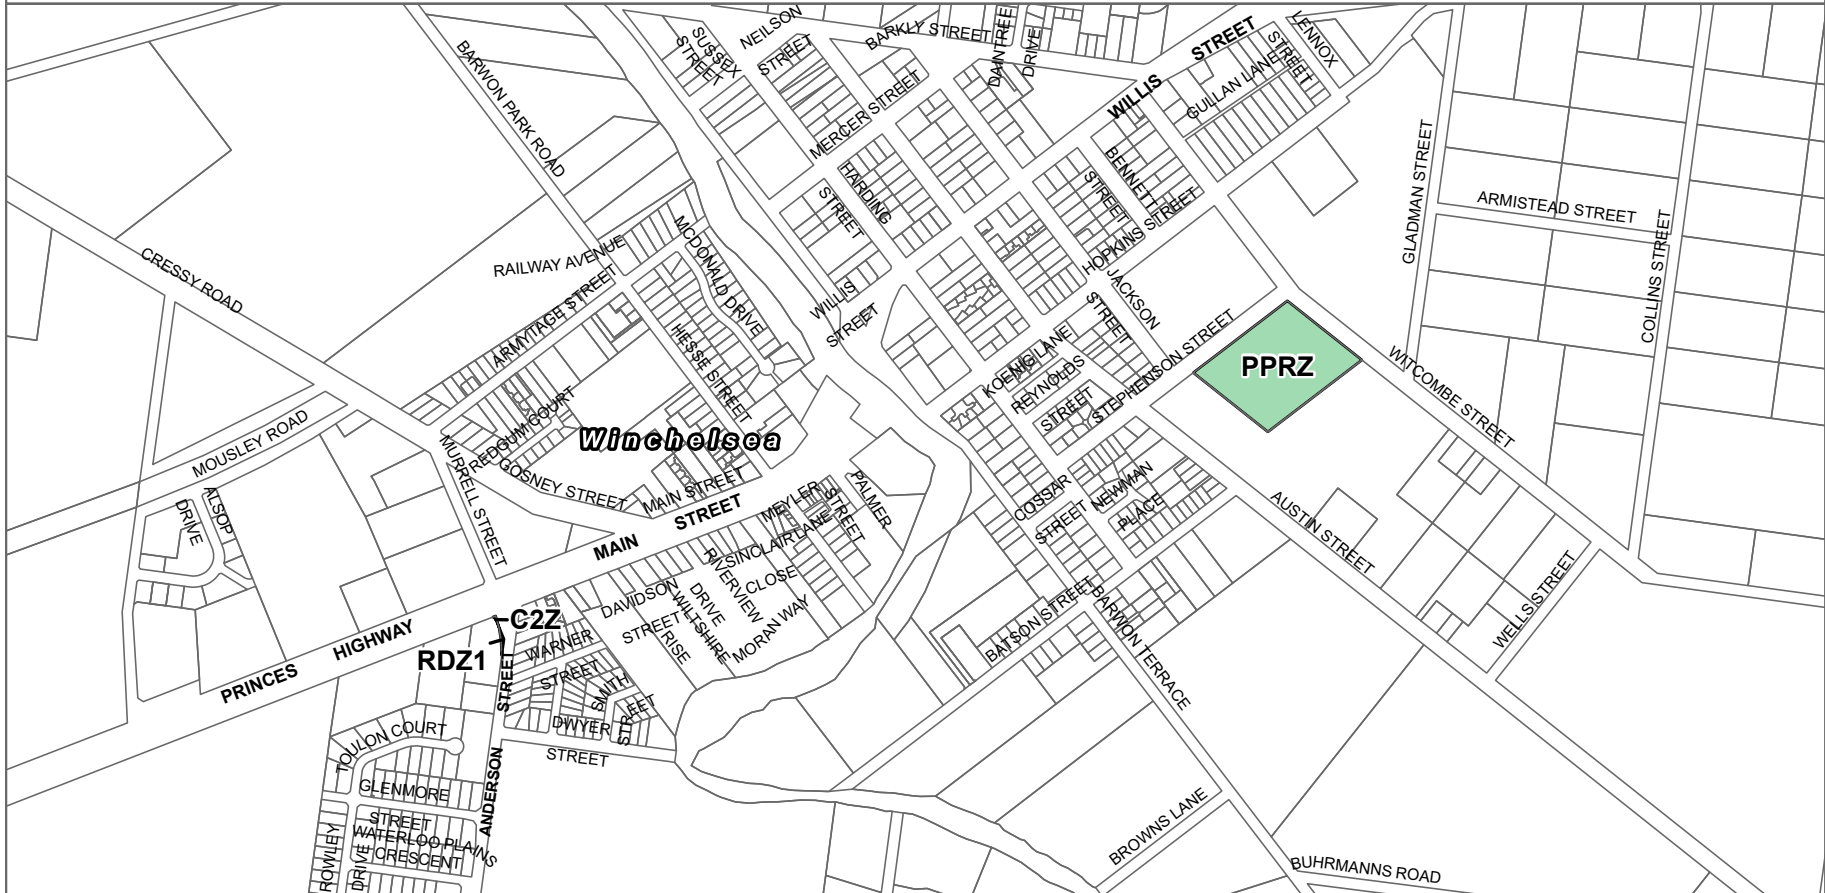 SUSSEX
STREET
NEILSON
STREET
BARKLY STREET
DAINTREE
DRIVE
WILLIS STREET
LENNOX
STREET
GULLAN LANE
BARWON PARK ROAD
MERCER STREET
HARDING
STREET
BENNETT
STREET
HOPKINS STREET
GLADMAN STREET
ARMISTEAD STREET
COLLINS STREET
CRESSY ROAD
RAILWAY AVENUE
MCDONALD DRIVE
ARMYTAGE STREET
HESSE STREET
WILLIS
STREET
JACKSON
STREET
KOENIG LANE
REYNOLDS
STREET
STEPHENSON STREET
PPRZ
WITCOMBE STREET
MOUSLEY ROAD
REDGUM COURT
Winchelsea
MURRELL STREET
GOSNEY STREET
MAIN STREET
MAIN STREET
ALSOP
DRIVE
MEYLER
STREET
PALMER
SINCLAIR LANE
COSSAR
STREET
NEWMAN
PLACE
AUSTIN STREET
WELLS STREET
DAVIDSON
STREET
RIVERVIEW
DRIVE
CLOSE
WILTSHIRE
RISE
MORAN WAY
BATSON STREET
BARWON TERRACE
C2Z
RDZ1
PRINCES HIGHWAY
WARNER
STREET
SMITH
STREET
DWYER
STREET
ANDERSON STREET
TOULON COURT
GLENMORE
STREET
WATERLOO PLAINS
CRESCENT
ROWLEY
DRIVE
BROWNS LANE
BUHRMANNS ROAD